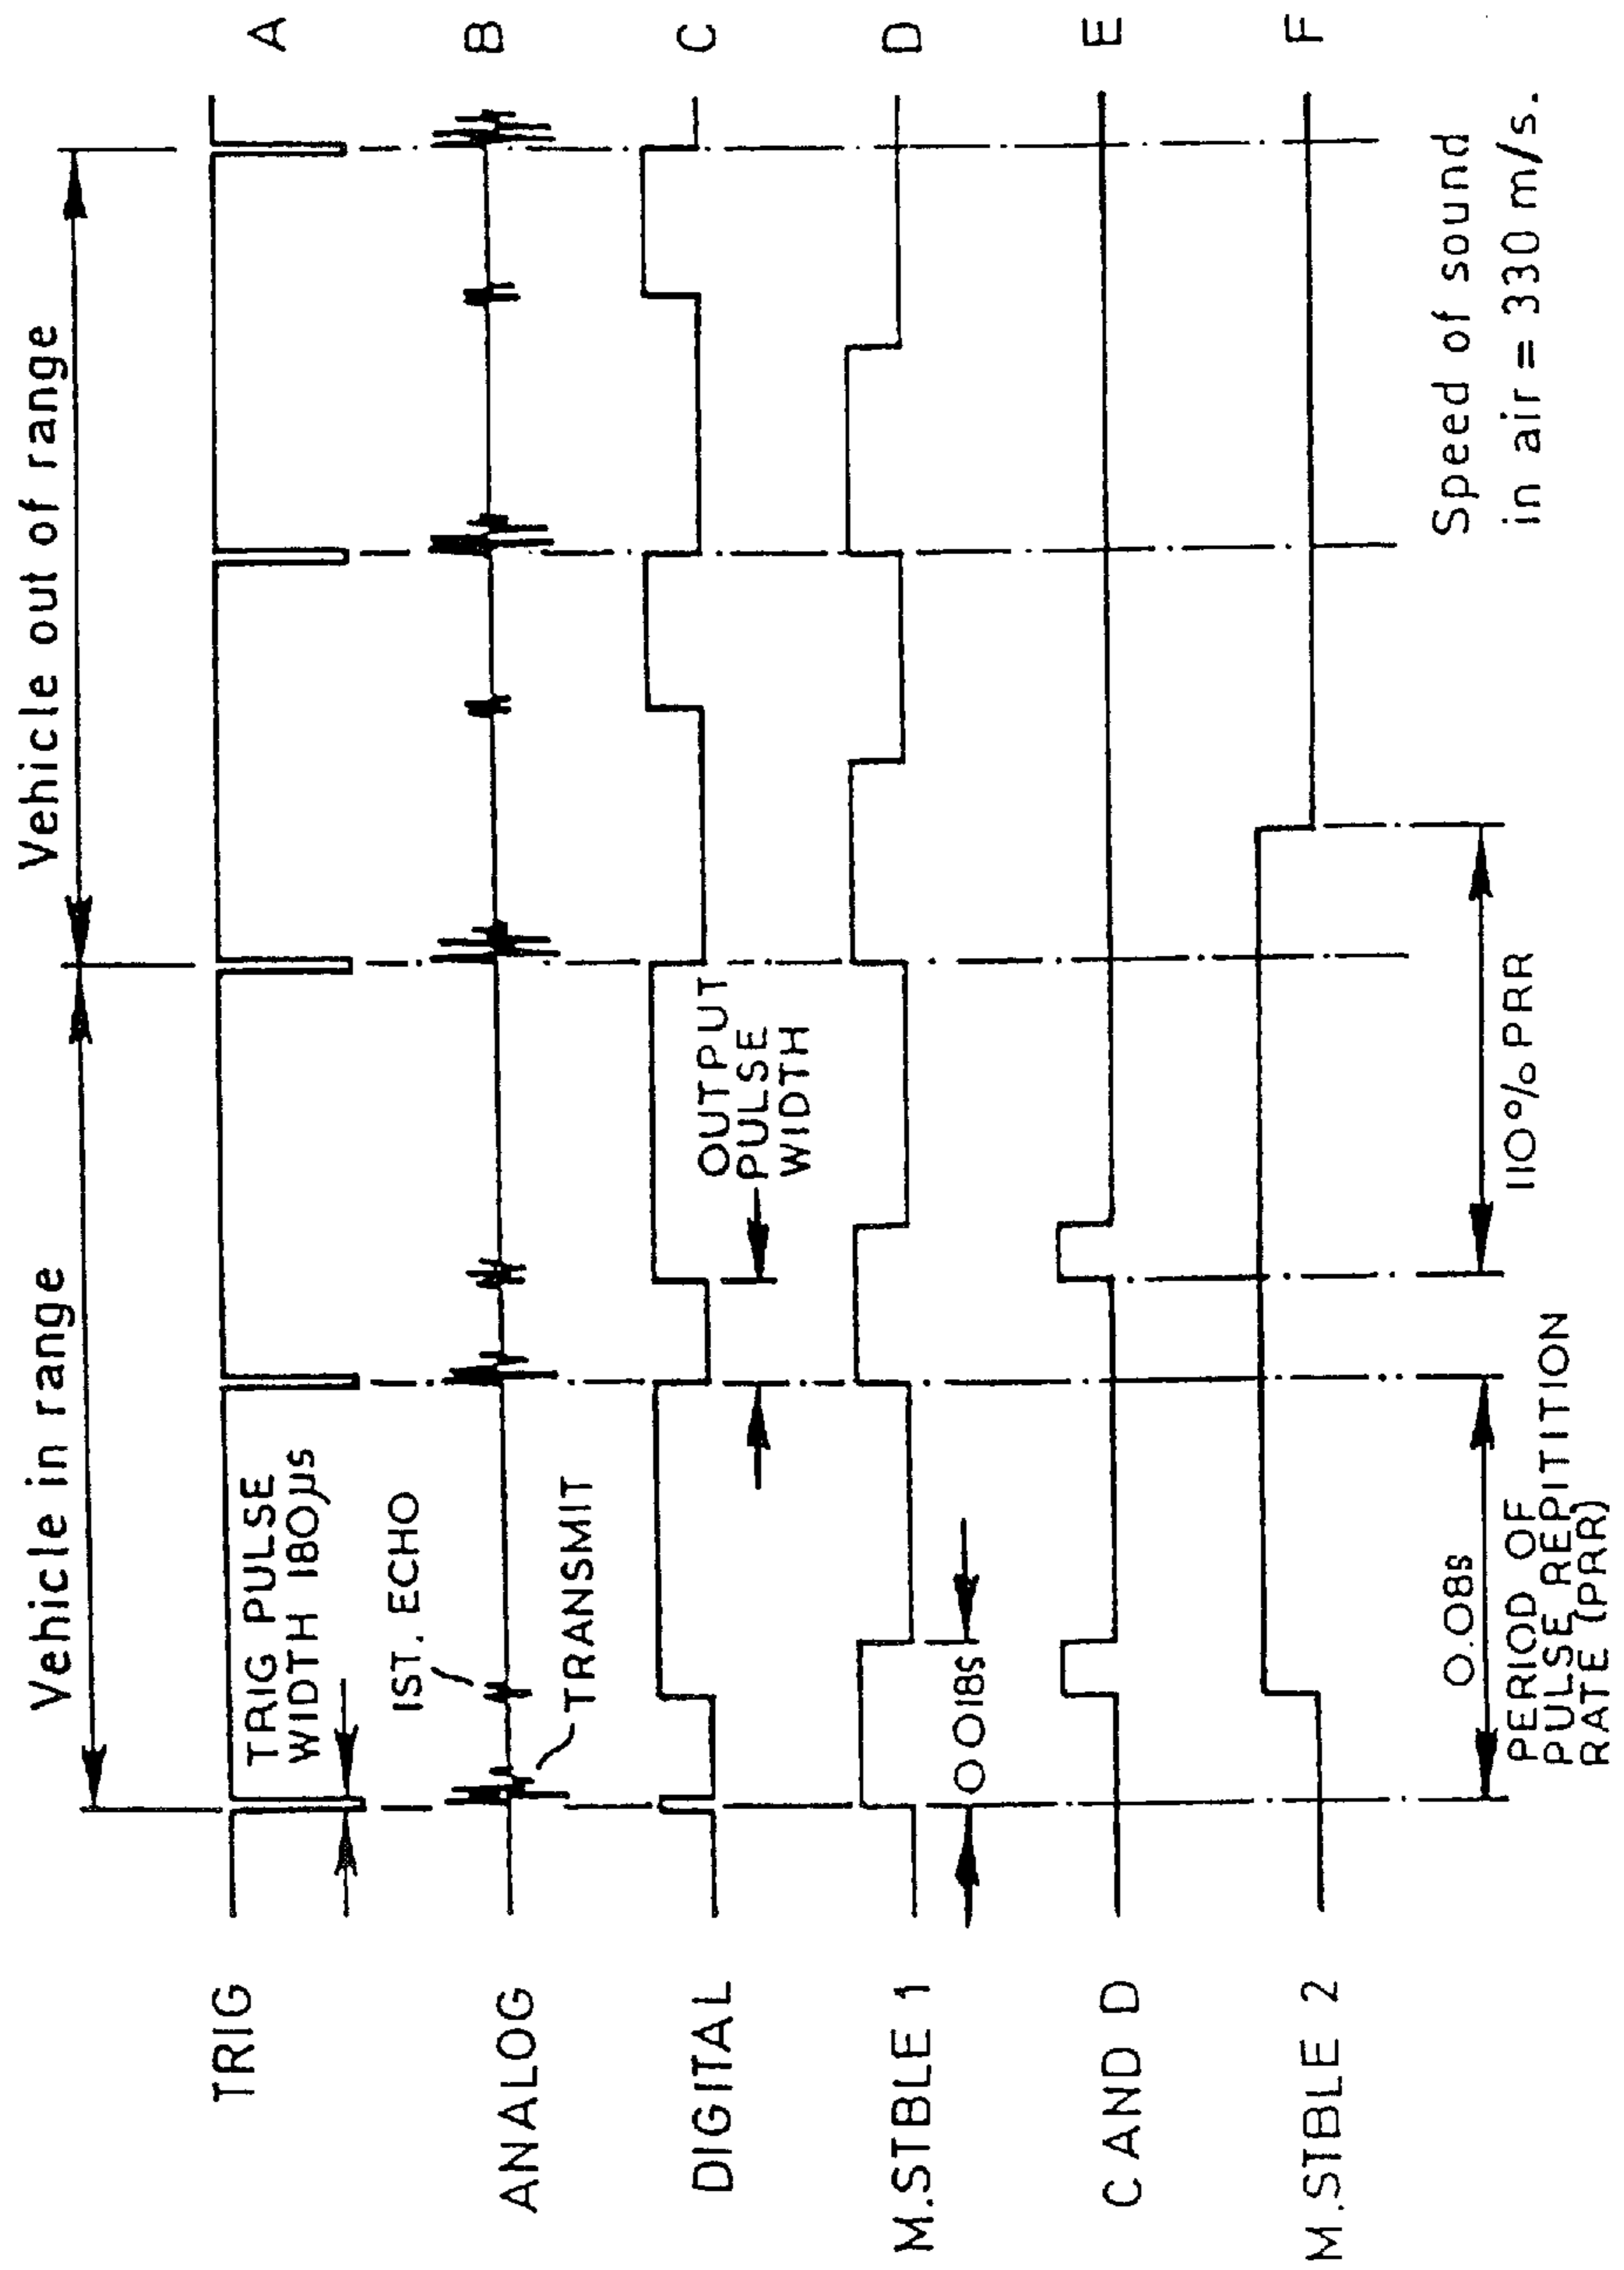 Vehicle in range
Vehicle out of range
TRIG
TRIG PULSE
WIDTH 180µs
A
ANALOG
1ST. ECHO
TRANSMIT
B
DIGITAL
OUTPUT
PULSE
WIDTH
C
M.STBLE 1
0 018S
D
C AND D
E
M.STBLE 2
F
0.08s
PERIOD OF
PULSE REPITITION
RATE (PRR)
110% PRR
Speed of sound
in air = 330 m/s.